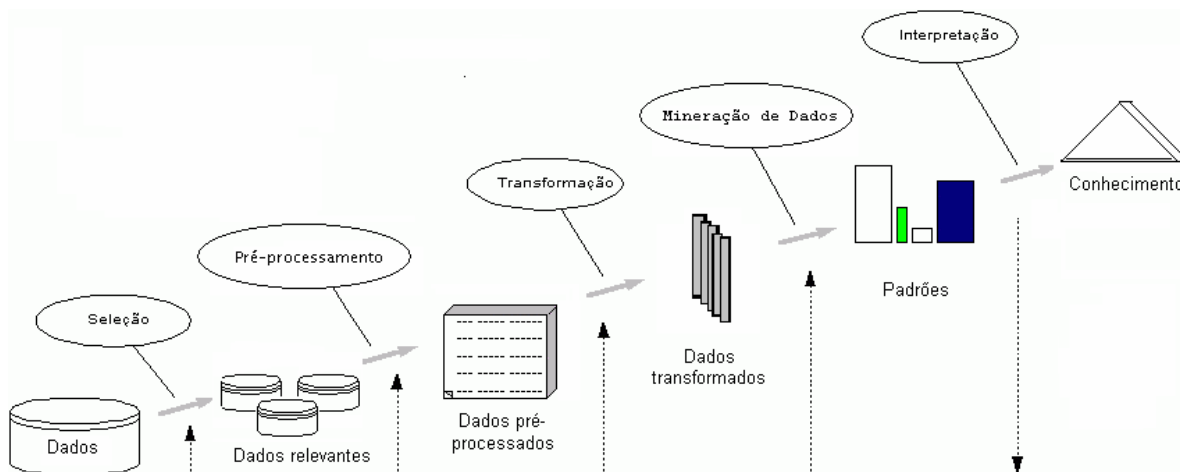 Interpretação
Mineração de Dados
Transformação
Conhecimento
Pré-processamento
Padrões
Seleção
Dados
transformados
Dados pré-
processados
Dados
Dados relevantes